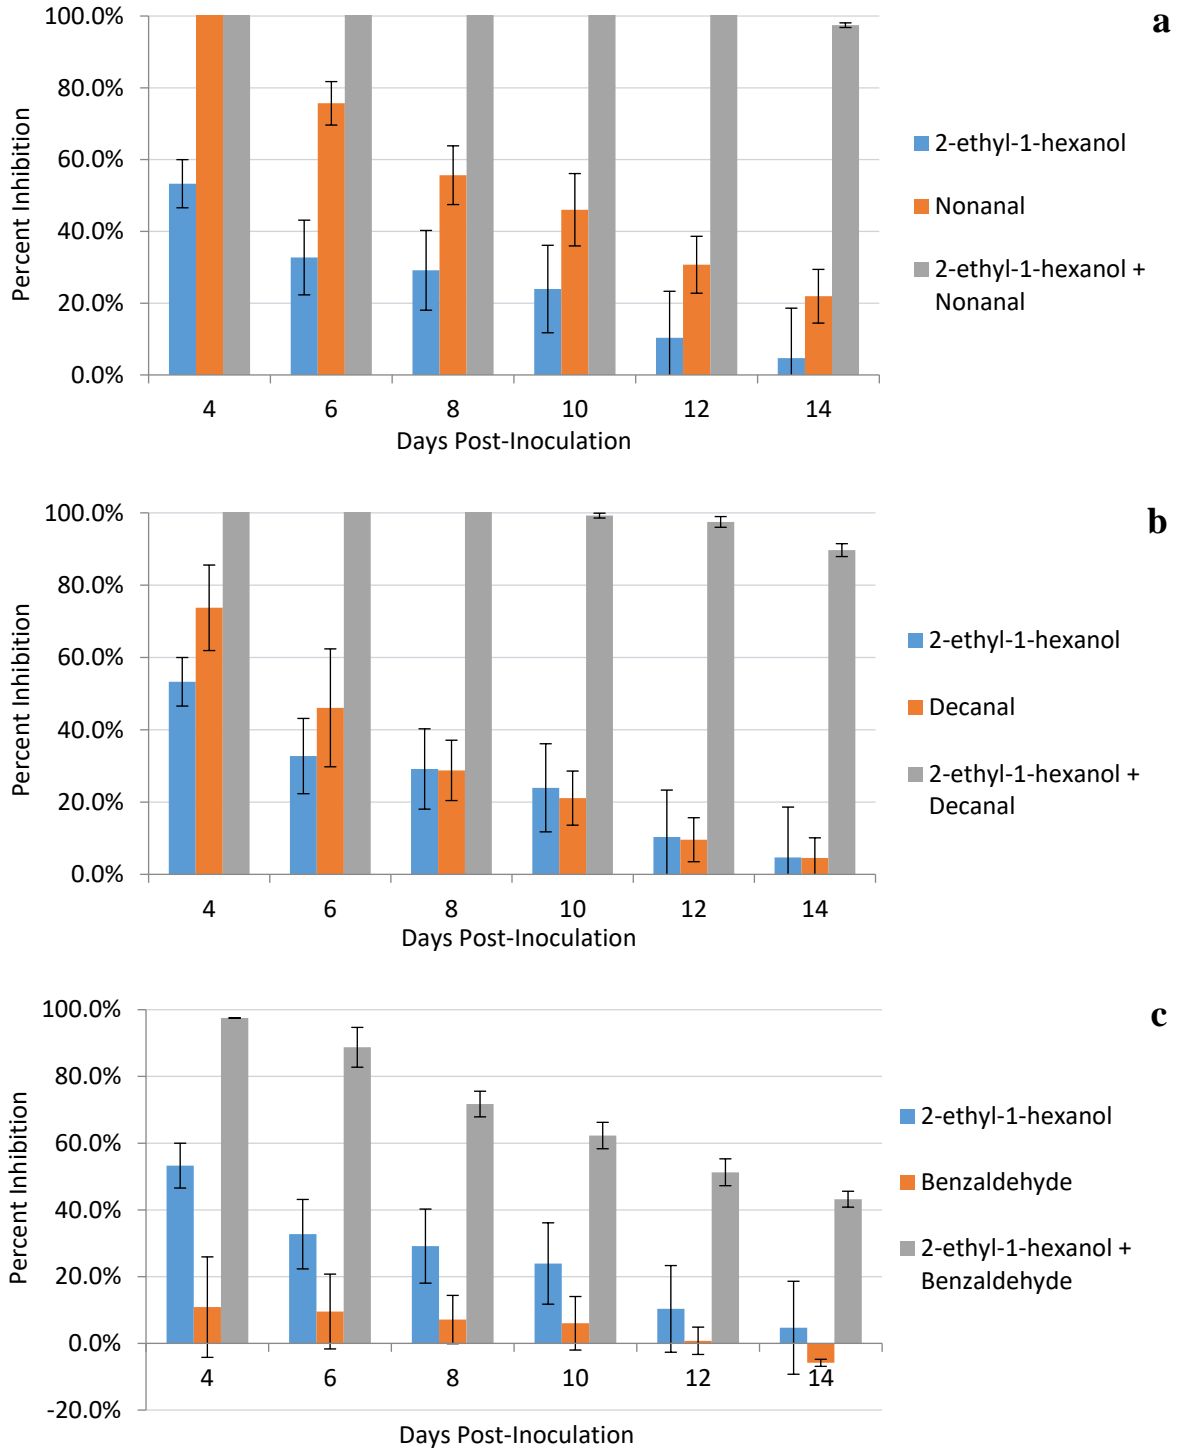 a
100.0%
80.0%
60.0%
40.0%
20.0%
0.0%
Percent Inhibition
4 6 8 10 12 14
Days Post-Inoculation
2-ethyl-1-hexanol
Nonanal
2-ethyl-1-hexanol +
Nonanal
b
100.0%
80.0%
60.0%
40.0%
20.0%
0.0%
Percent Inhibition
4 6 8 10 12 14
Days Post-Inoculation
2-ethyl-1-hexanol
Decanal
2-ethyl-1-hexanol +
Decanal
c
100.0%
80.0%
60.0%
40.0%
20.0%
0.0%
-20.0%
Percent Inhibition
4 6 8 10 12 14
Days Post-Inoculation
2-ethyl-1-hexanol
Benzaldehyde
2-ethyl-1-hexanol +
Benzaldehyde